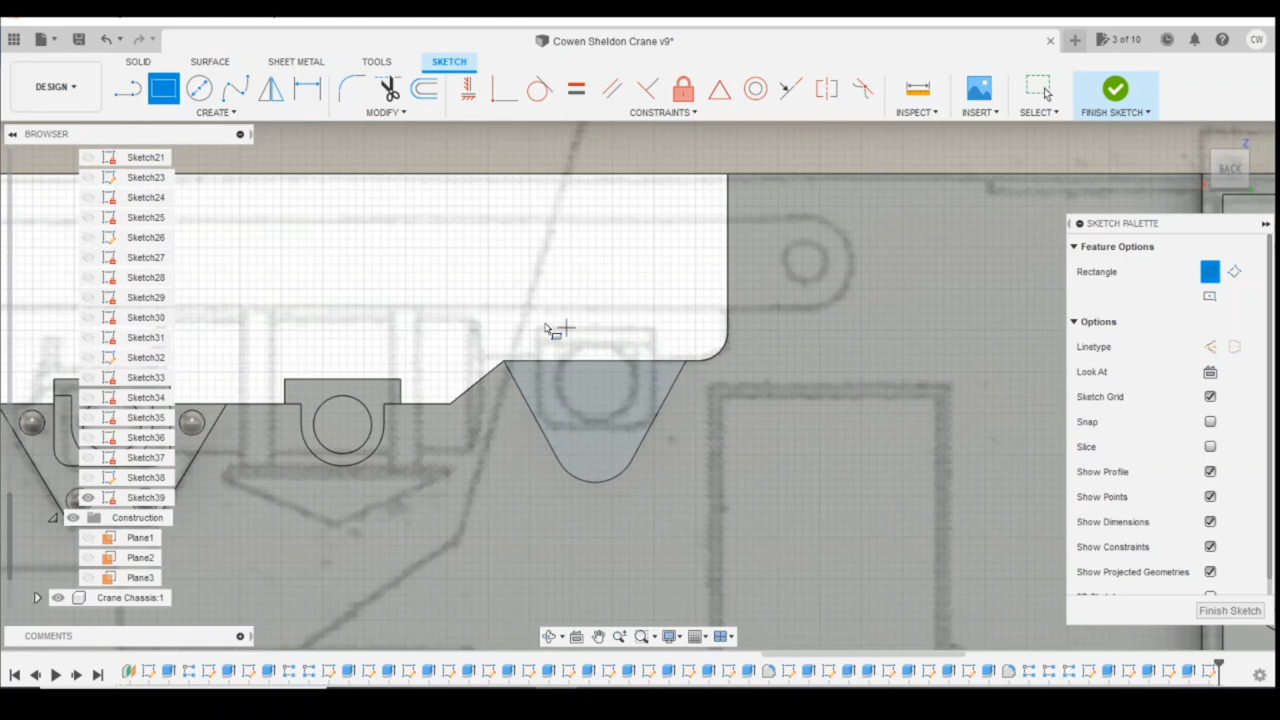 Cowen Sheldon Crane v9*
3 of 10
CW
DESIGN
SOLID
SURFACE
SHEET METAL
TOOLS
SKETCH
CREATE
MODIFY
CONSTRAINTS
INSPECT
INSERT
SELECT
FINISH SKETCH
BROWSER
Sketch21
Sketch23
Sketch24
Sketch25
Sketch26
Sketch27
Sketch28
Sketch29
Sketch30
Sketch31
Sketch32
Sketch33
Sketch34
Sketch35
Sketch36
Sketch37
Sketch38
Sketch39
Construction
Plane1
Plane2
Plane3
Crane Chassis:1
COMMENTS
Z
BACK
SKETCH PALETTE
Feature Options
Rectangle
Options
Linetype
Look At
Sketch Grid
Snap
Slice
Show Profile
Show Points
Show Dimensions
Show Constraints
Show Projected Geometries
Finish Sketch